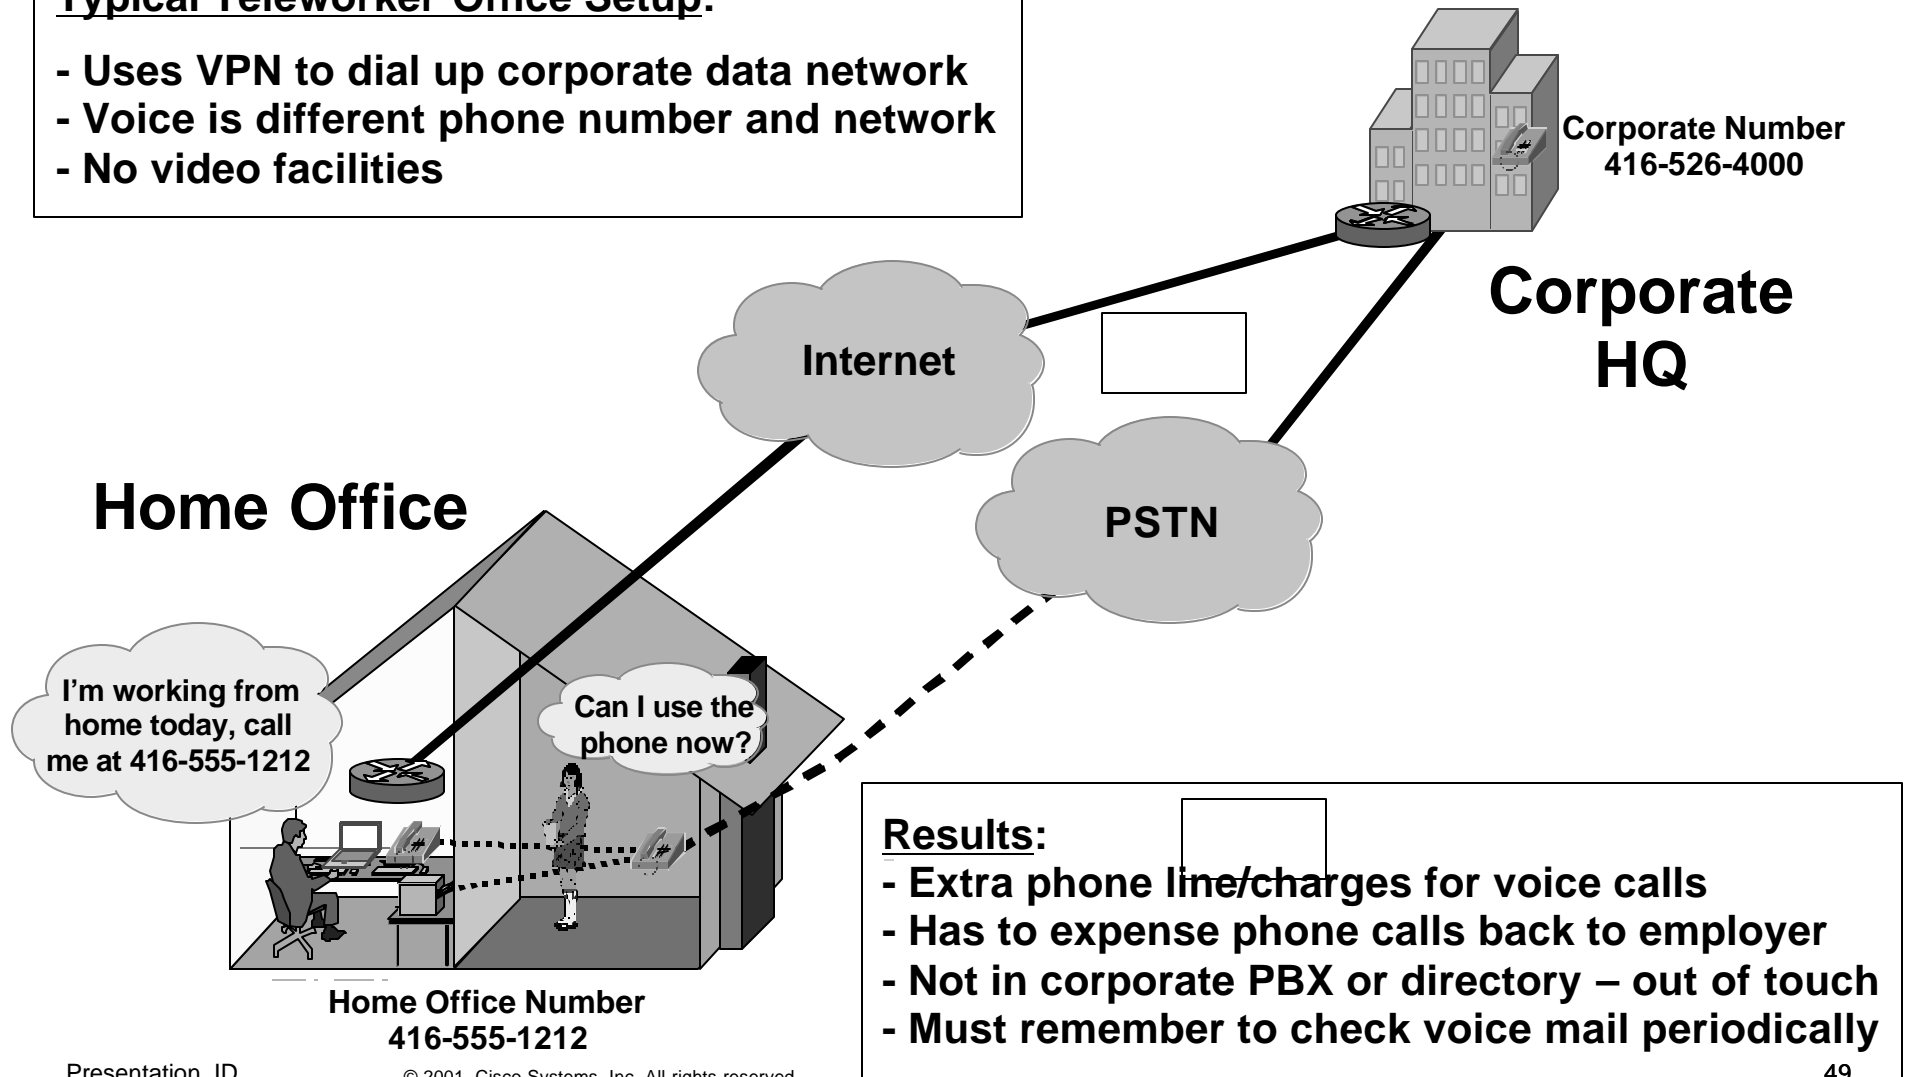 Typical Teleworker Office Setup:
- Uses VPN to dial up corporate data network
- Voice is different phone number and network
- No video facilities
Corporate Number
416-526-4000
Corporate
HQ
Internet
PSTN
Home Office
I’m working from
home today, call
me at 416-555-1212
Can I use the
phone now?
Home Office Number
416-555-1212
Results:
- Extra phone line/charges for voice calls
- Has to expense phone calls back to employer
- Not in corporate PBX or directory – out of touch
- Must remember to check voice mail periodically
Presentation_ID
© 2001, Cisco Systems, Inc. All rights reserved.
49